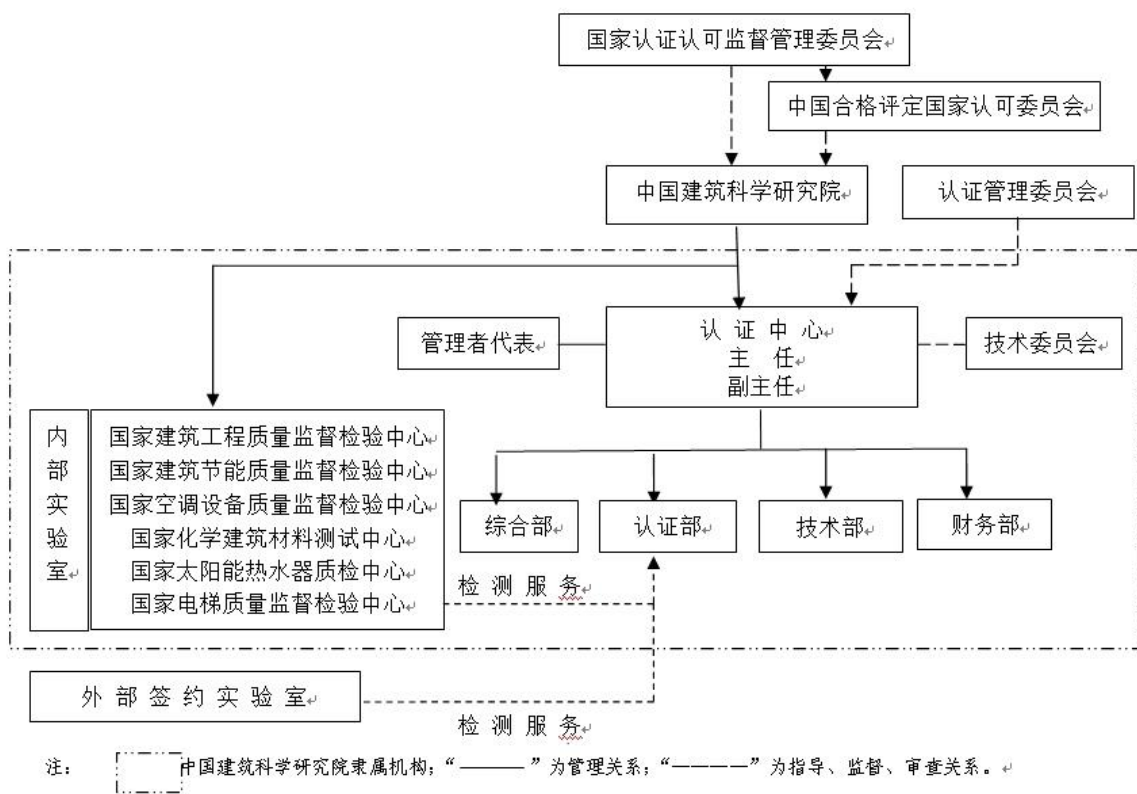 国家认证认可监督管理委员会
中国合格评定国家认可委员会
中国建筑科学研究院
认证管理委员会
管理者代表
认 证 中 心
主 任
副主任
技术委员会
内
部
实
验
室
国家建筑工程质量监督检验中心
国家建筑节能质量监督检验中心
国家空调设备质量监督检验中心
国家化学建筑材料测试中心
国家太阳能热水器质检中心
国家电梯质量监督检验中心
综合部
认证部
技术部
财务部
检 测 服 务
外 部 签 约 实 验 室
检 测 服 务
注： 中国建筑科学研究院隶属机构；“———”为管理关系；“————”为指导、监督、审查关系。